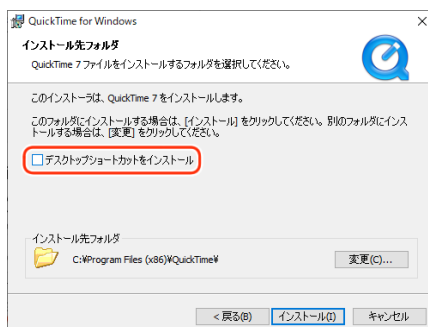 QuickTime for Windows
インストール先フォルダ
QuickTime 7 ファイルをインストールするフォルダを選択してください。
このインストーラは、QuickTime 7 をインストールします。
このフォルダにインストールする場合は、[インストール] をクリックしてください。別のフォルダにインス
トールする場合は、[変更] をクリックしてください。
デスクトップショートカットをインストール
インストール先フォルダ
C:¥Program Files (x86)¥QuickTime¥
変更(C)...
< 戻る(B)
インストール(I)
キャンセル